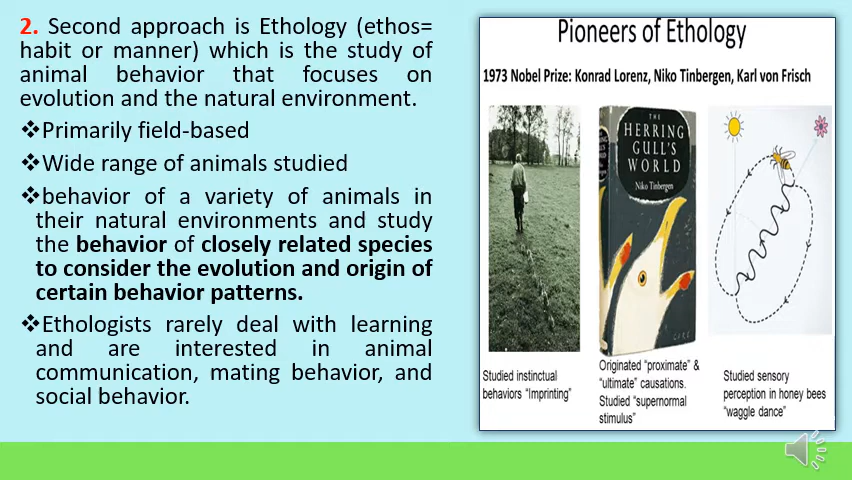 2. Second approach is Ethology (ethos=
habit or manner) which is the study of
animal behavior that focuses on
evolution and the natural environment.
❖Primarily field-based
❖Wide range of animals studied
❖behavior of a variety of animals in
their natural environments and study
the behavior of closely related species
to consider the evolution and origin of
certain behavior patterns.
❖Ethologists rarely deal with learning
and are interested in animal
communication, mating behavior, and
social behavior.
Pioneers of Ethology
1973 Nobel Prize: Konrad Lorenz, Niko Tinbergen, Karl von Frisch
THE
HERRING
GULL'S
WORLD
Niko Tinbergen
Studied instinctual
behaviors "Imprinting"
Originated "proximate" &
"ultimate" causations.
Studied "supernormal
stimulus"
Studied sensory
perception in honey bees
"waggle dance"